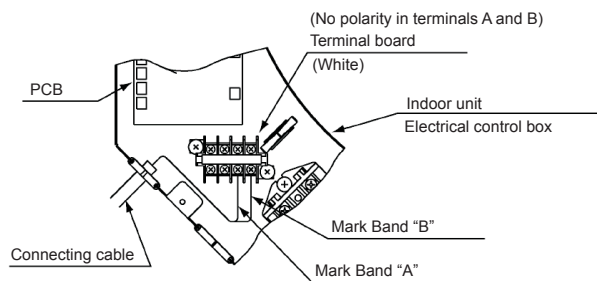 (No polarity in terminals A and B)
Terminal board
(White)
PCB
Indoor unit
Electrical control box
Mark Band “B”
Connecting cable
Mark Band “A”